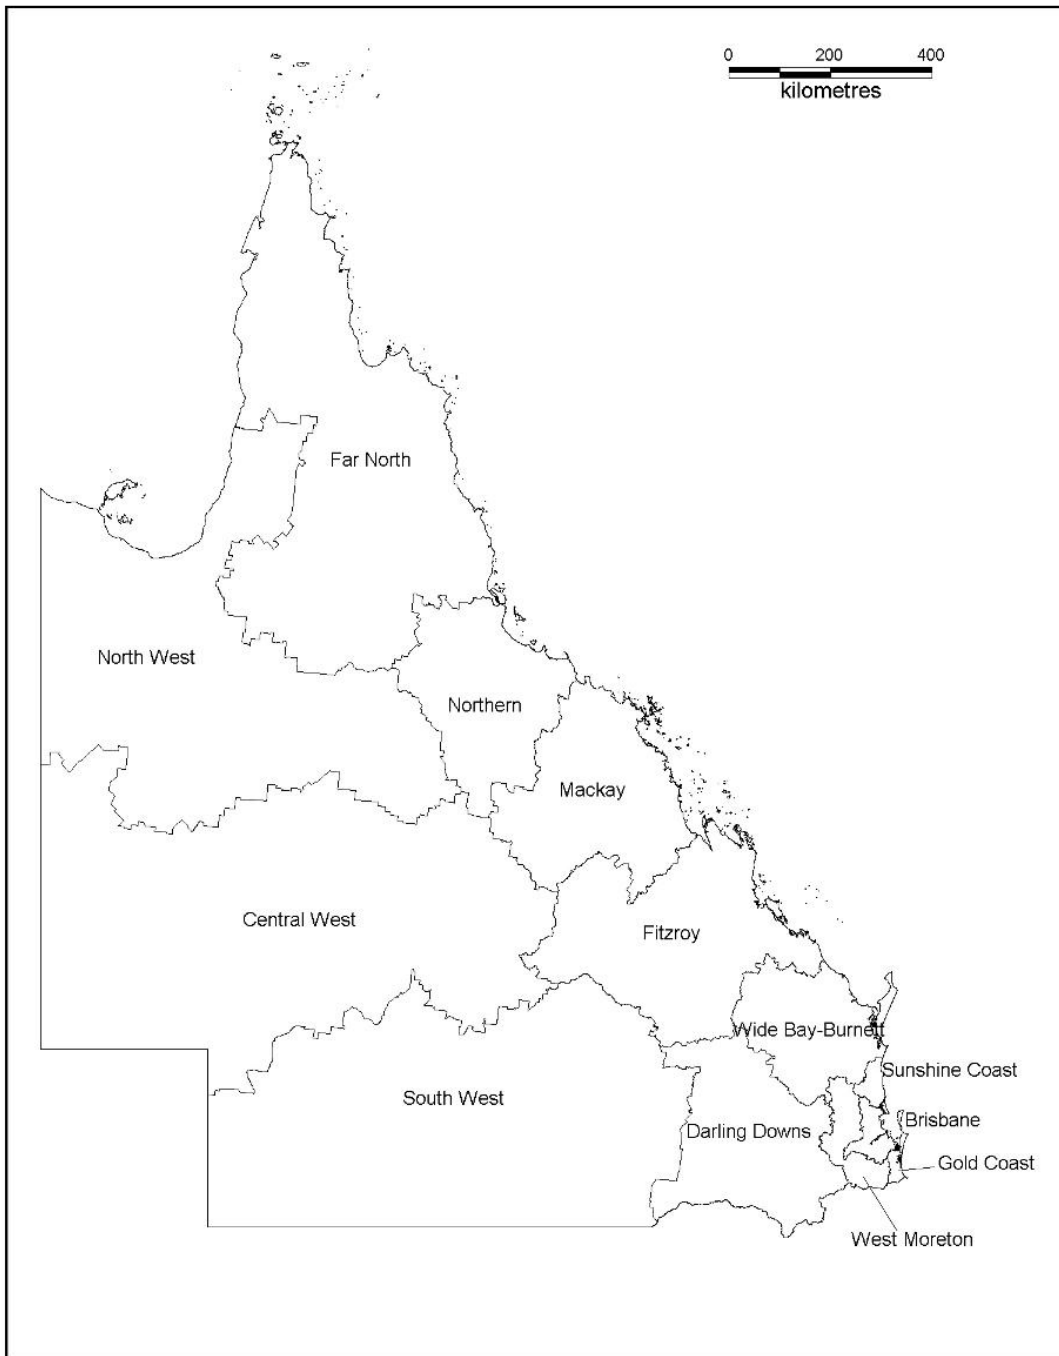 0 200 400
kilometres
Far North
North West
Northern
Mackay
Central West
Fitzroy
Wide Bay-Burnett
Sunshine Coast
South West
Darling Downs
Brisbane
Gold Coast
West Moreton